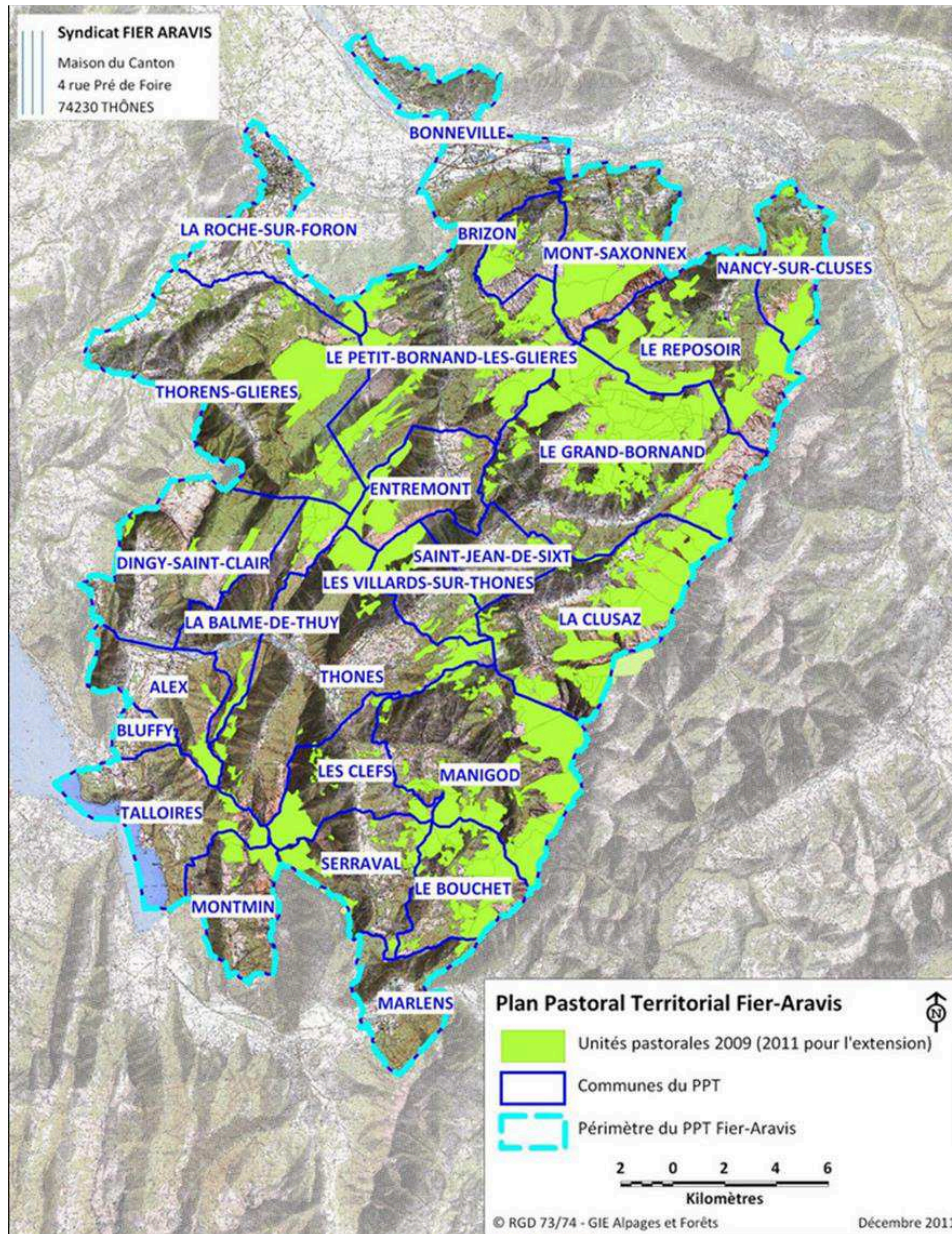 Syndicat FIER ARAVIS
Maison du Canton
4 rue Pré de Foire
74230 THÔNES
BONNEVILLE
LA ROCHE-SUR-FORON
BRIZON
MONT-SAXONNEX
NANCY-SUR-CLUSES
LE REPOSOIR
LE PETIT-BORNAND-LES-GLIERES
THORENS-GLIERES
LE GRAND-BORNAND
ENTREMONT
SAINT-JEAN-DE-SIXT
DINGY-SAINT-CLAIR
LES VILLARDS-SUR-THONES
LA BALME-DE-THUY
LA CLUSAZ
THONES
ALEX
BLUFFY
LES CLEFS
MANIGOD
TALLOIRES
SERRAVAL
LE BOUCHET
MONTMIN
MARLENS
Plan Pastoral Territorial Fier-Aravis
N
Unités pastorales 2009 (2011 pour l'extension)
Communes du PPT
Périmètre du PPT Fier-Aravis
2 0 2 4 6
Kilomètres
© RGD 73/74 - GIE Alpages et Forêts
Décembre 2011